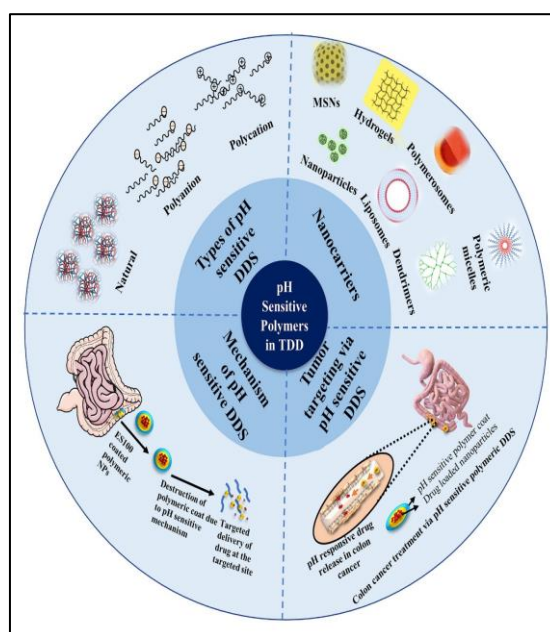 pH
Sensitive
Polymers
in TDD
Types of pH
sensitive
DDS
Nanocarriers
Mechanism
of pH
sensitive DDS
Tumor
targeting via
pH sensitive
DDS
Natural
Polyanion
Polycation
MSNs
Hydrogels
Polymerosomes
Nanoparticles
Liposomes
Dendrimers
Polymeric
micelles
ES100
coated
polymeric
NPs
Destruction of
polymeric coat due
to pH sensitive
mechanism
Targeted
delivery of
drug at the
targeted site
pH responsive drug
release in colon
cancer
pH sensitive polymer coat
Drug loaded nanoparticles
Colon cancer treatment via pH sensitive polymeric DDS